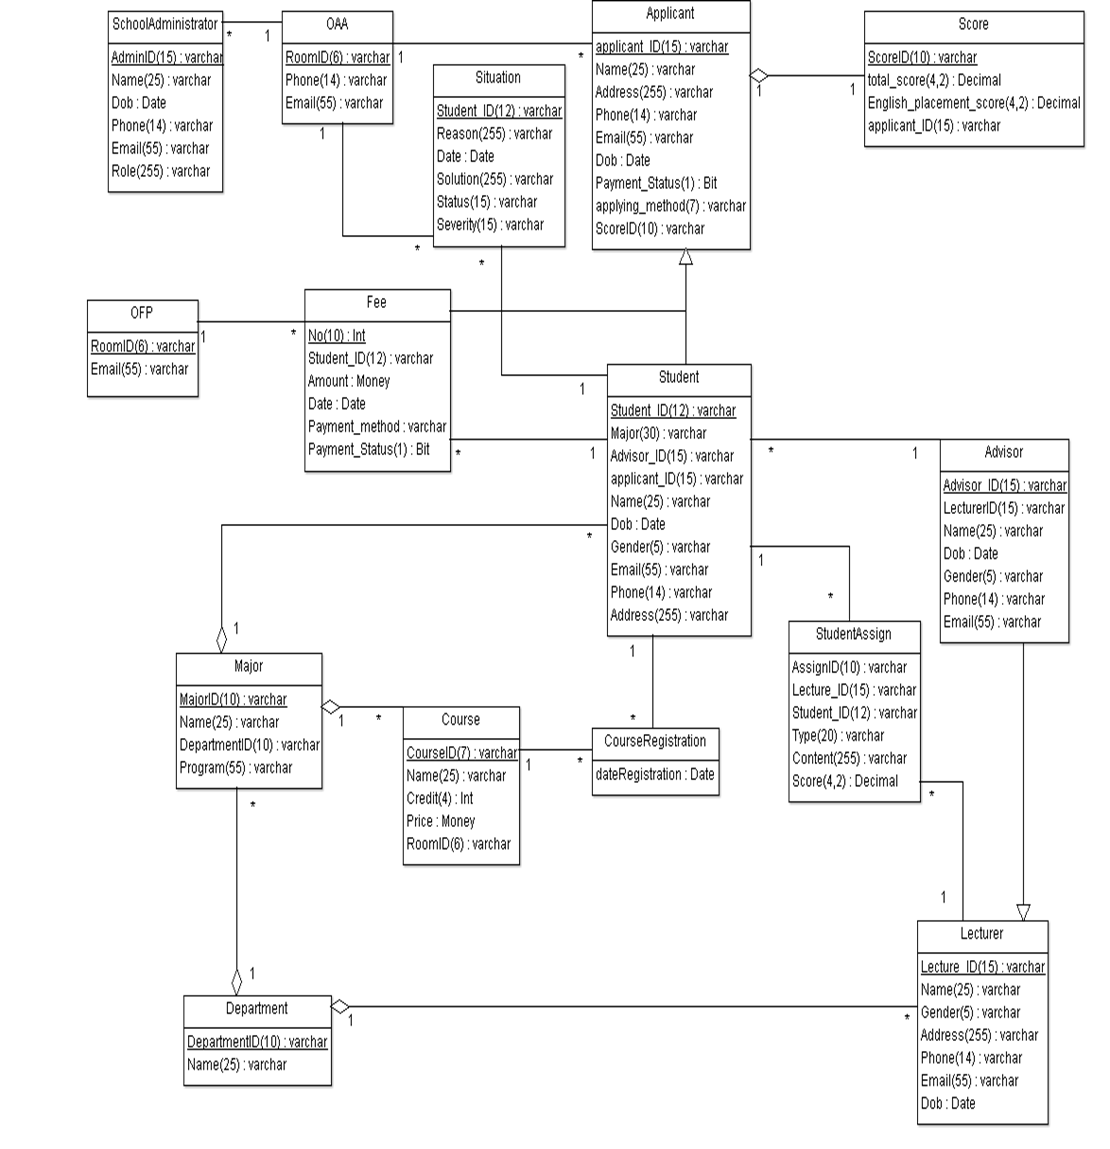 SchoolAdministrator
AdminID(15) : varchar
Name(25) : varchar
Dob : Date
Phone(14) : varchar
Email(55) : varchar
Role(255) : varchar
*
1
OAA
RoomID(6) : varchar
Phone(14) : varchar
Email(55) : varchar
1
*
1
*
Situation
Student_ID(12) : varchar
Reason(255) : varchar
Date : Date
Solution(255) : varchar
Status(15) : varchar
Severity(15) : varchar
*
1
Applicant
applicant_ID(15) : varchar
Name(25) : varchar
Address(255) : varchar
Phone(14) : varchar
Email(55) : varchar
Dob : Date
Payment_Status(1) : Bit
applying_method(7) : varchar
ScoreID(10) : varchar
1
1
Score
ScoreID(10) : varchar
total_score(4,2) : Decimal
English_placement_score(4,2) : Decimal
applicant_ID(15) : varchar
OFP
RoomID(6) : varchar
Email(55) : varchar
1
*
Fee
No(10) : Int
Student_ID(12) : varchar
Amount : Money
Date : Date
Payment_method : varchar
Payment_Status(1) : Bit
*
1
Student
Student_ID(12) : varchar
Major(30) : varchar
Advisor_ID(15) : varchar
applicant_ID(15) : varchar
Name(25) : varchar
Dob : Date
Gender(5) : varchar
Email(55) : varchar
Phone(14) : varchar
Address(255) : varchar
*
1
Advisor
Advisor_ID(15) : varchar
LecturerID(15) : varchar
Name(25) : varchar
Dob : Date
Gender(5) : varchar
Phone(14) : varchar
Email(55) : varchar
*
1
1
*
StudentAssign
AssignID(10) : varchar
Lecture_ID(15) : varchar
Student_ID(12) : varchar
Type(20) : varchar
Content(255) : varchar
Score(4,2) : Decimal
*
1
Major
MajorID(10) : varchar
Name(25) : varchar
DepartmentID(10) : varchar
Program(55) : varchar
1
*
Course
CourseID(7) : varchar
Name(25) : varchar
Credit(4) : Int
Price : Money
RoomID(6) : varchar
1
*
1
*
CourseRegistration
dateRegistration : Date
*
1
Department
DepartmentID(10) : varchar
Name(25) : varchar
1
*
Lecturer
Lecture_ID(15) : varchar
Name(25) : varchar
Gender(5) : varchar
Address(255) : varchar
Phone(14) : varchar
Email(55) : varchar
Dob : Date